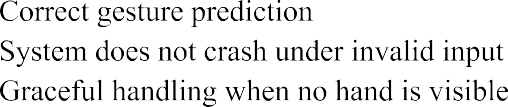 Correct gesture prediction
System does not crash under invalid input
Graceful handling when no hand is visible